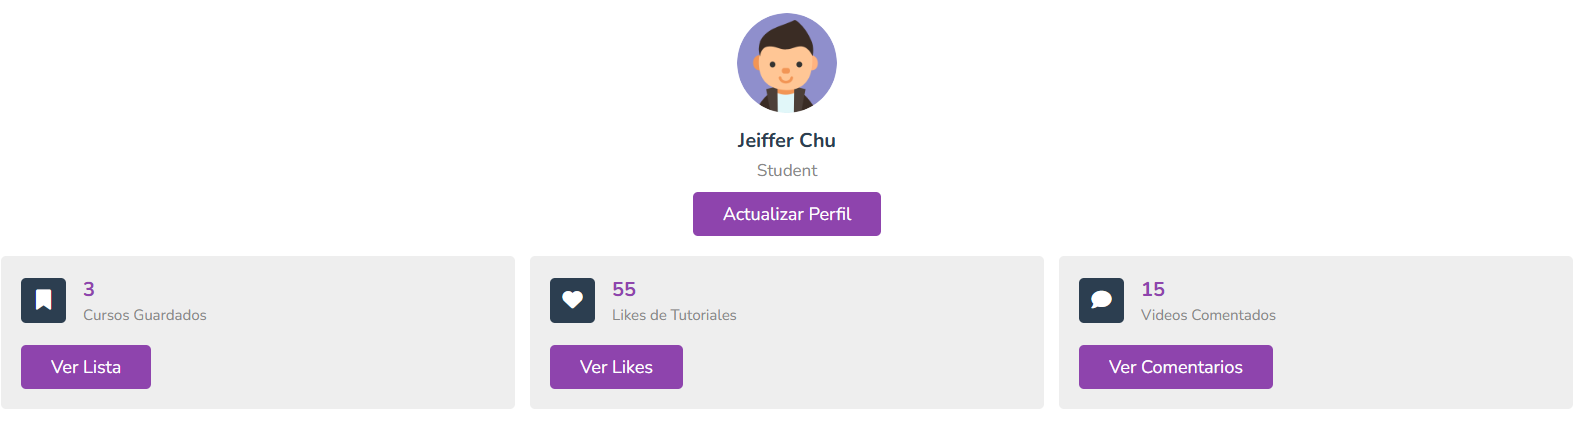 Jeiffer Chu
Student
Actualizar Perfil
3
Cursos Guardados
Ver Lista
55
Likes de Tutoriales
Ver Likes
15
Videos Comentados
Ver Comentarios